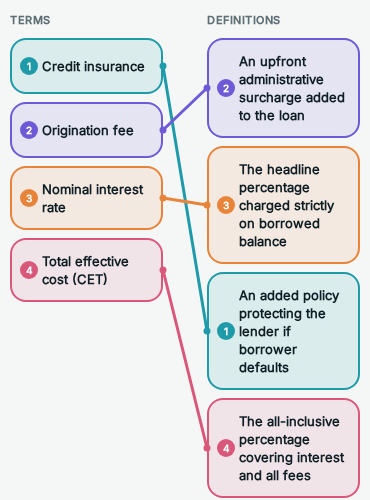 TERMS
1 Credit insurance
2 Origination fee
3 Nominal interest
rate
4 Total effective
cost (CET)
DEFINITIONS
2 An upfront
administrative
surcharge added
to the loan
3 The headline
percentage
charged strictly
on borrowed
balance
1 An added policy
protecting the
lender if
borrower
defaults
4 The all-inclusive
percentage
covering interest
and all fees